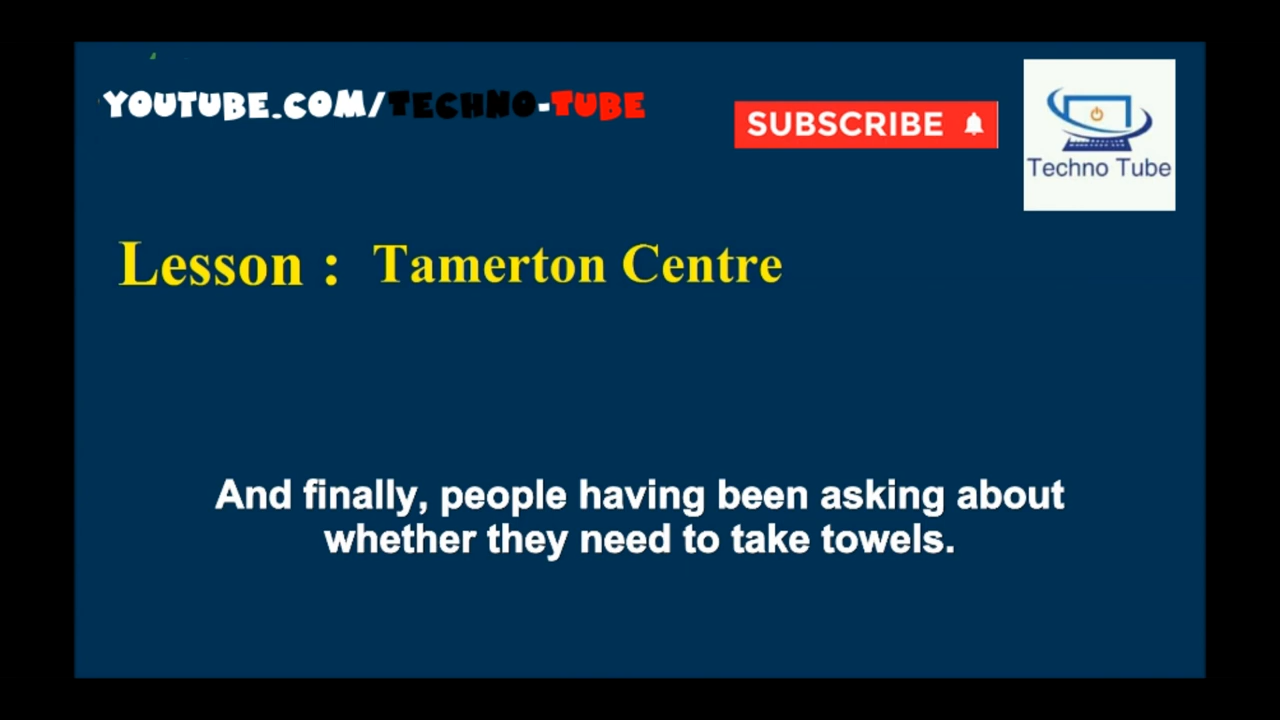 YOUTUBE.COM/TECHNO-TUBE
SUBSCRIBE
Techno Tube
Lesson : Tamerton Centre
And finally, people having been asking about
whether they need to take towels.